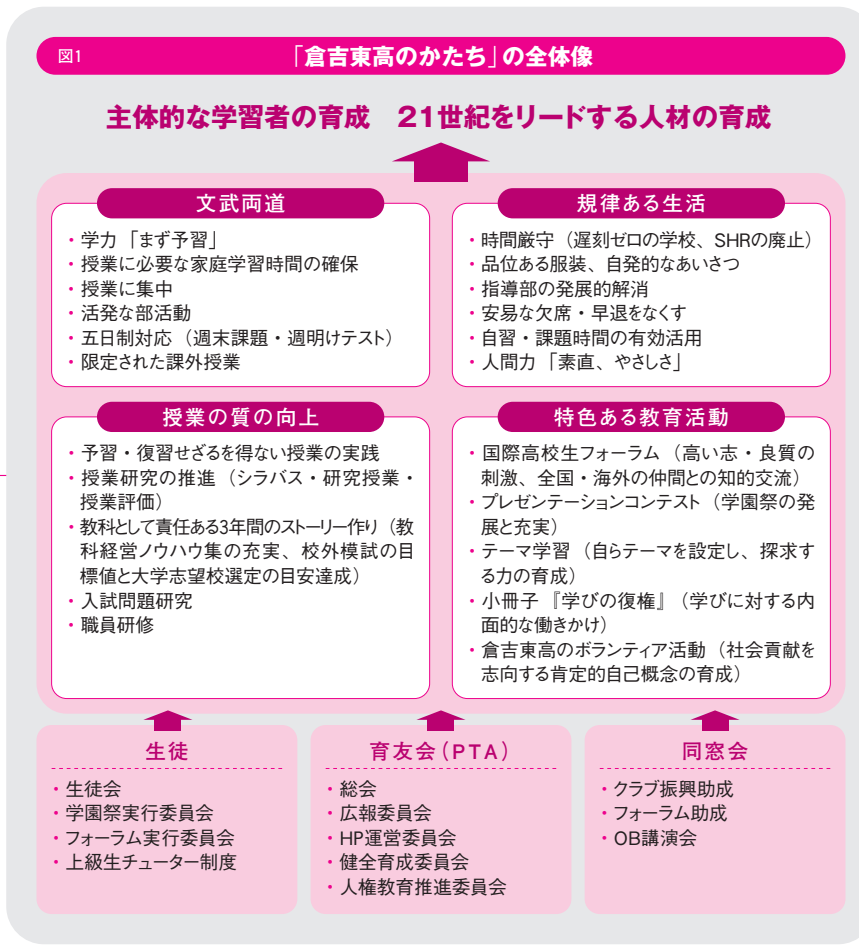 図1
「倉吉東高のかたち」の全体像
主体的な学習者の育成　21世紀をリードする人材の育成
文武両道
・学力「まず予習」
・授業に必要な家庭学習時間の確保
・授業に集中
・活発な部活動
・五日制対応（週末課題・週明けテスト）
・限定された課外授業
規律ある生活
・時間厳守（遅刻ゼロの学校、SHRの廃止）
・品位ある服装、自発的なあいさつ
・指導部の発展的解消
・安易な欠席・早退をなくす
・自習・課題時間の有効活用
・人間力「素直、やさしさ」
授業の質の向上
・予習・復習せざるを得ない授業の実践
・授業研究の推進（シラバス・研究授業・
授業評価）
・教科として責任ある3年間のストーリー作り（教
科経営ノウハウ集の充実、校外模試の目
標値と大学志望校選定の目安達成）
・入試問題研究
・職員研修
特色ある教育活動
・国際高校生フォーラム（高い志・良質の
刺激、全国・海外の仲間との知的交流）
・プレゼンテーションコンテスト（学園祭の発
展と充実）
・テーマ学習（自らテーマを設定し、探求す
る力の育成）
・小冊子『学びの復権』（学びに対する内
面的な働きかけ）
・倉吉東高のボランティア活動（社会貢献を
志向する肯定的自己概念の育成）
生徒
・生徒会
・学園祭実行委員会
・フォーラム実行委員会
・上級生チューター制度
育友会（PTA）
・総会
・広報委員会
・HP運営委員会
・健全育成委員会
・人権教育推進委員会
同窓会
・クラブ振興助成
・フォーラム助成
・OB講演会